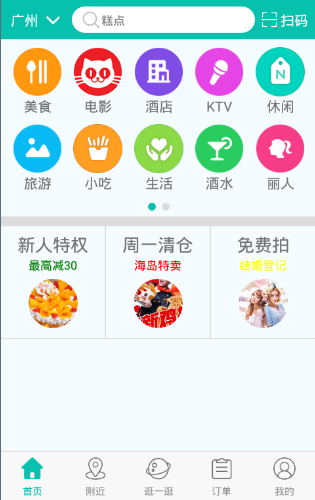 广州 糕点 扫码
美食 电影 酒店 KTV 休闲
旅游 小吃 生活 酒水 丽人
新人特权 周一清仓 免费拍
最高减30 海岛特卖 结婚登记
首页 附近 逛一逛 订单 我的